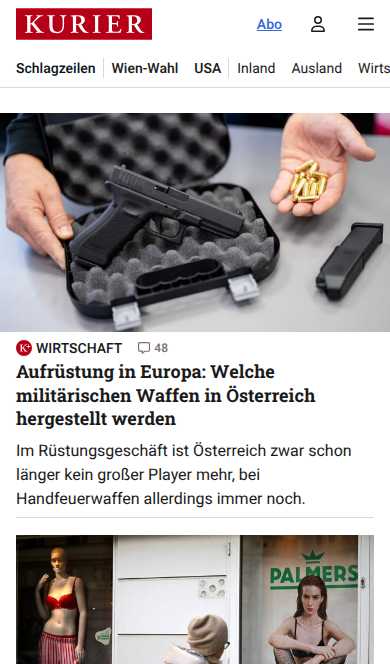 KURIER
Abo
Schlagzeilen
Wien-Wahl
USA
Inland
Ausland
Wirts
K+ WIRTSCHAFT 48
Aufrüstung in Europa: Welche
militärischen Waffen in Österreich
hergestellt werden
Im Rüstungsgeschäft ist Österreich zwar schon
länger kein großer Player mehr, bei
Handfeuerwaffen allerdings immer noch.
PALMERS